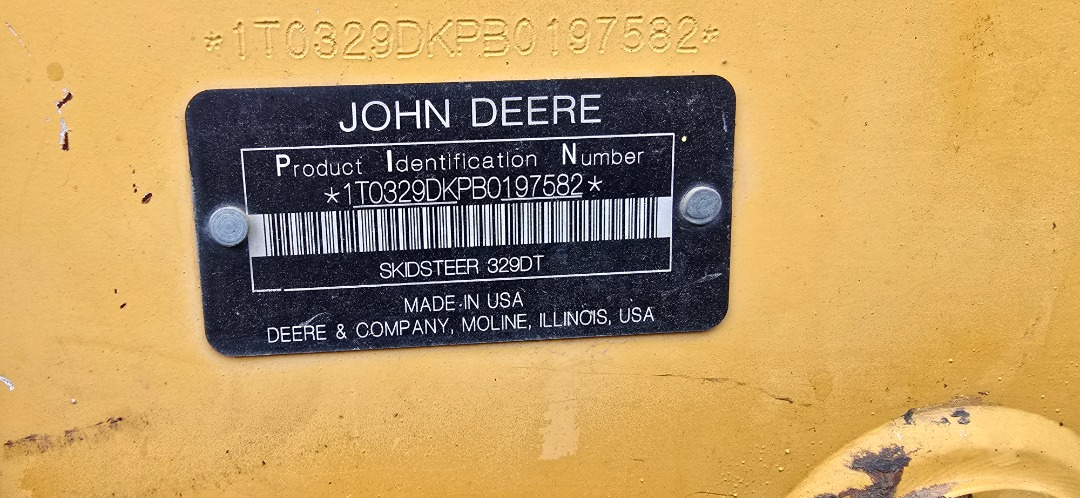 *1T0329DKPB0197582*
JOHN DEERE
Product Identification Number
*1T0329DKPB0197582*
SKIDSTEER 329DT
MADE IN USA
DEERE & COMPANY, MOLINE, ILLINOIS, USA